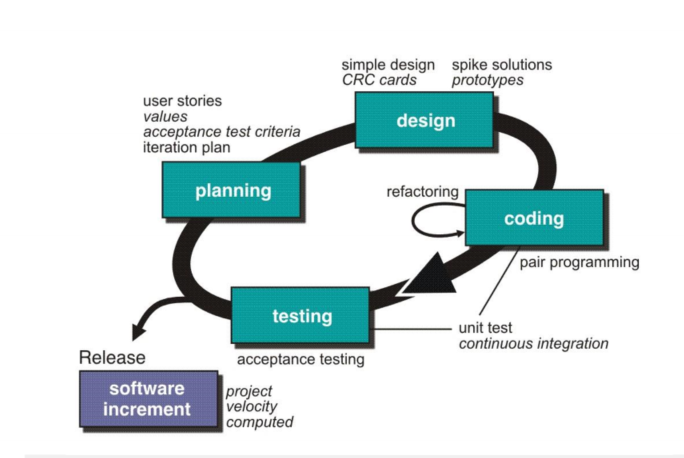 simple design
CRC cards
spike solutions
prototypes
design
user stories
values
acceptance test criteria
iteration plan
planning
refactoring
coding
pair programming
testing
acceptance testing
unit test
continuous integration
Release
software
increment
project
velocity
computed